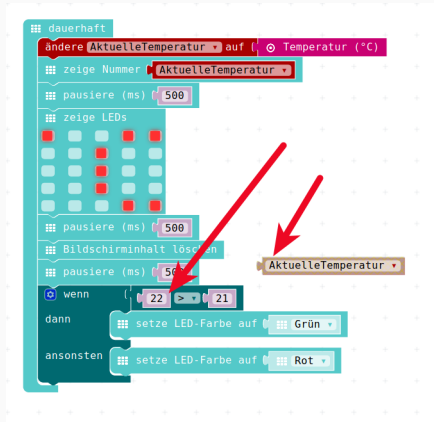 dauerhaft
ändere AktuelleTemperatur auf Temperatur (°C)
zeige Nummer AktuelleTemperatur
pausiere (ms) 500
zeige LEDs
pausiere (ms) 500
Bildschirminhalt löschen
AktuelleTemperatur
pausiere (ms)
wenn 22 > 21
dann setze LED-Farbe auf Grün
ansonsten setze LED-Farbe auf Rot